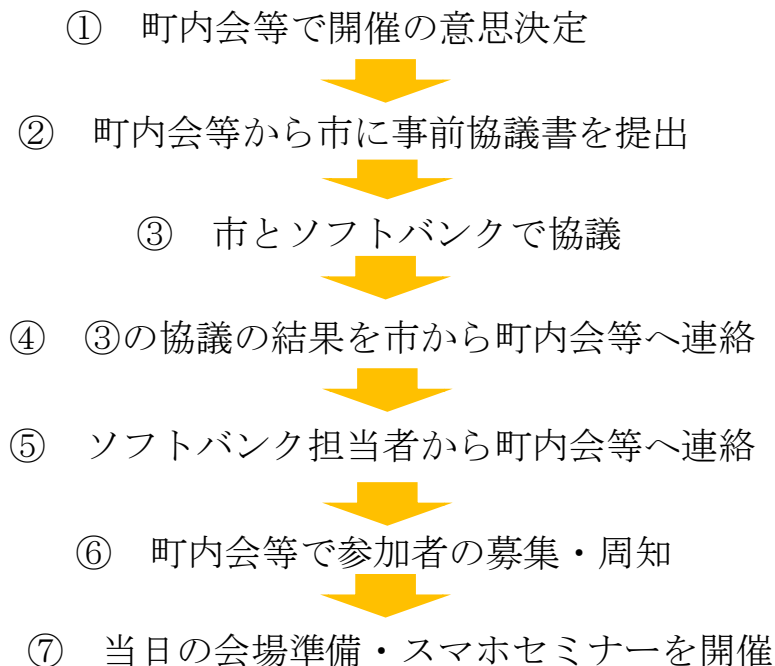 ① 町内会等で開催の意思決定
② 町内会等から市に事前協議書を提出
③ 市とソフトバンクで協議
④ ③の協議の結果を市から町内会等へ連絡
⑤ ソフトバンク担当者から町内会等へ連絡
⑥ 町内会等で参加者の募集・周知
⑦ 当日の会場準備・スマホセミナーを開催